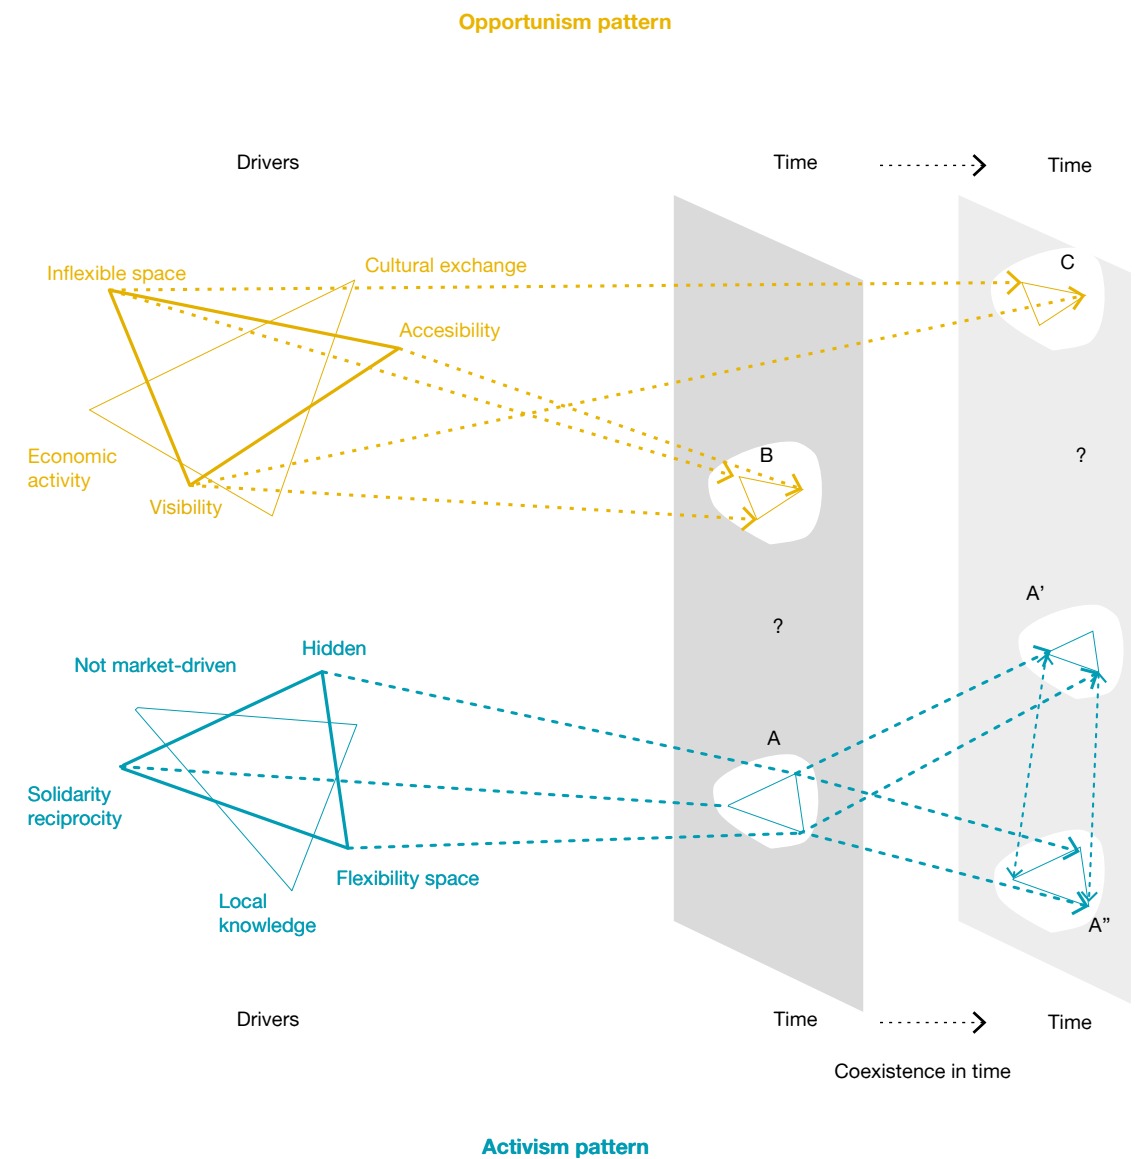 Opportunism pattern
Drivers
Time
Time
Inflexible space
Cultural exchange
C
Accesibility
Economic
activity
Visibility
B
?
?
A’
Hidden
Not market-driven
A
Solidarity
reciprocity
Flexibility space
Local
knowledge
A”
Drivers
Time
Time
Coexistence in time
Activism pattern